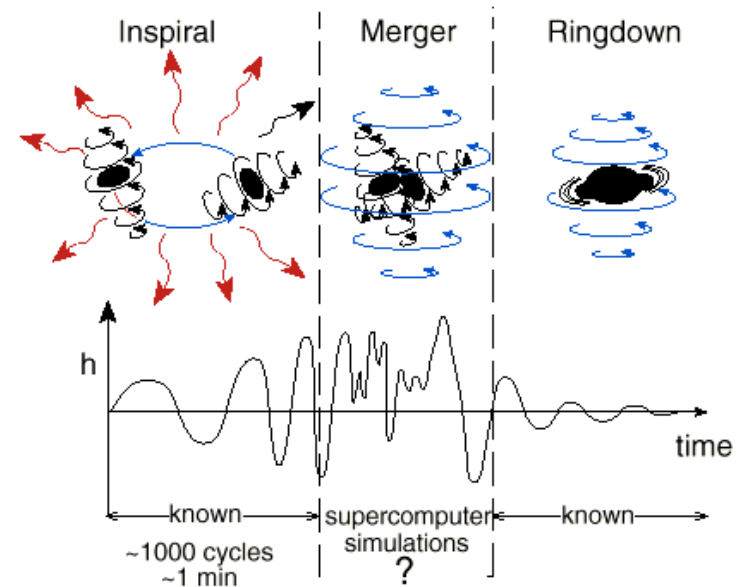 Inspiral
Merger
Ringdown
h
time
known
supercomputer
simulations
?
known
~1000 cycles
~1 min